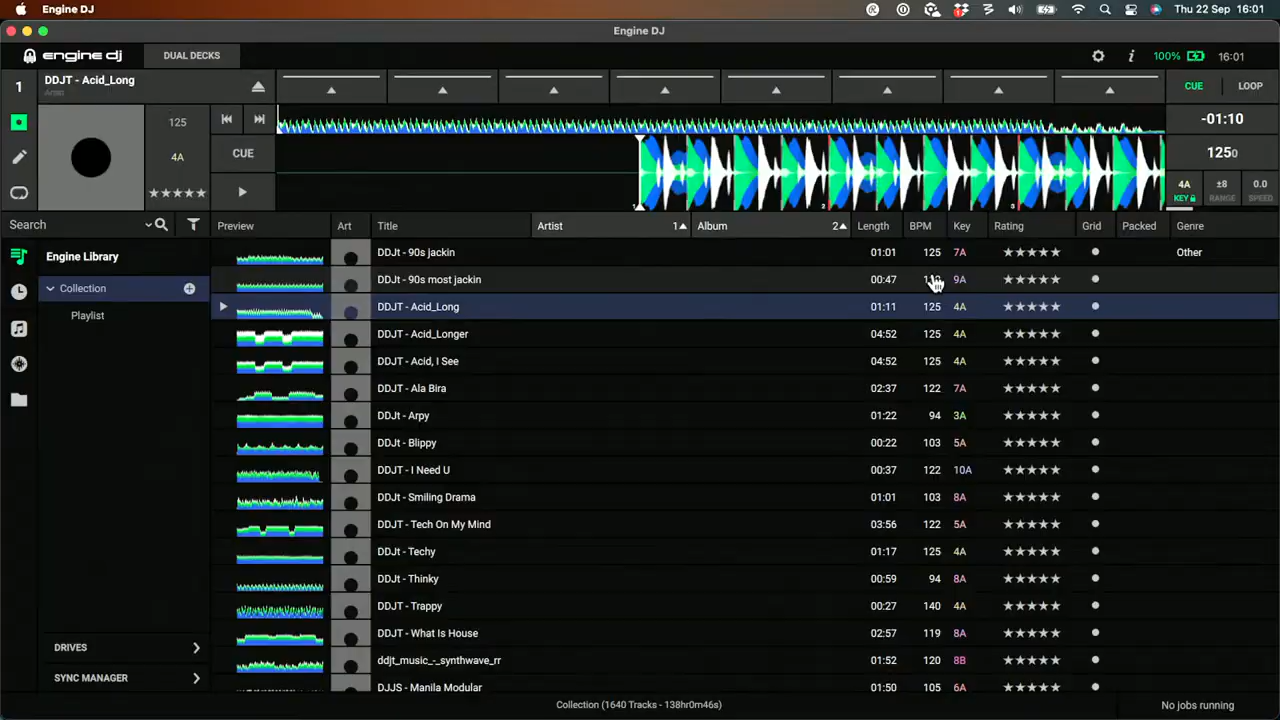 Engine DJ
Thu 22 Sep 16:01
Engine DJ
engine dj
DUAL DECKS
100%
16:01
1
DDJT - Acid_Long
Artist
CUE
LOOP
125
4A
CUE
-01:10
1250
4A
KEY
±8
RANGE
0.0
SPEED
1
2
3
Search
Preview
Art
Title
Artist
1
Album
2
Length
BPM
Key
Rating
Grid
Packed
Genre
Engine Library
Collection
Playlist
DRIVES
SYNC MANAGER
DDJt - 90s jackin 01:01 125 7A Other
DDJt - 90s most jackin 00:47 9A
DDJT - Acid_Long 01:11 125 4A
DDJT - Acid_Longer 04:52 125 4A
DDJT - Acid, I See 04:52 125 4A
DDJT - Ala Bira 02:37 122 7A
DDJt - Arpy 01:22 94 3A
DDJt - Blippy 00:22 103 5A
DDJT - I Need U 00:37 122 10A
DDJt - Smiling Drama 01:01 103 8A
DDJT - Tech On My Mind 03:56 122 5A
DDJt - Techy 01:17 125 4A
DDJt - Thinky 00:59 94 8A
DDJT - Trappy 00:27 140 4A
DDJT - What Is House 02:57 119 8A
ddjt_music_-_synthwave_rr 01:52 120 8B
DDJS - Manila Modular 01:50 105 6A
Collection (1640 Tracks - 138hr0m46s)
No jobs running